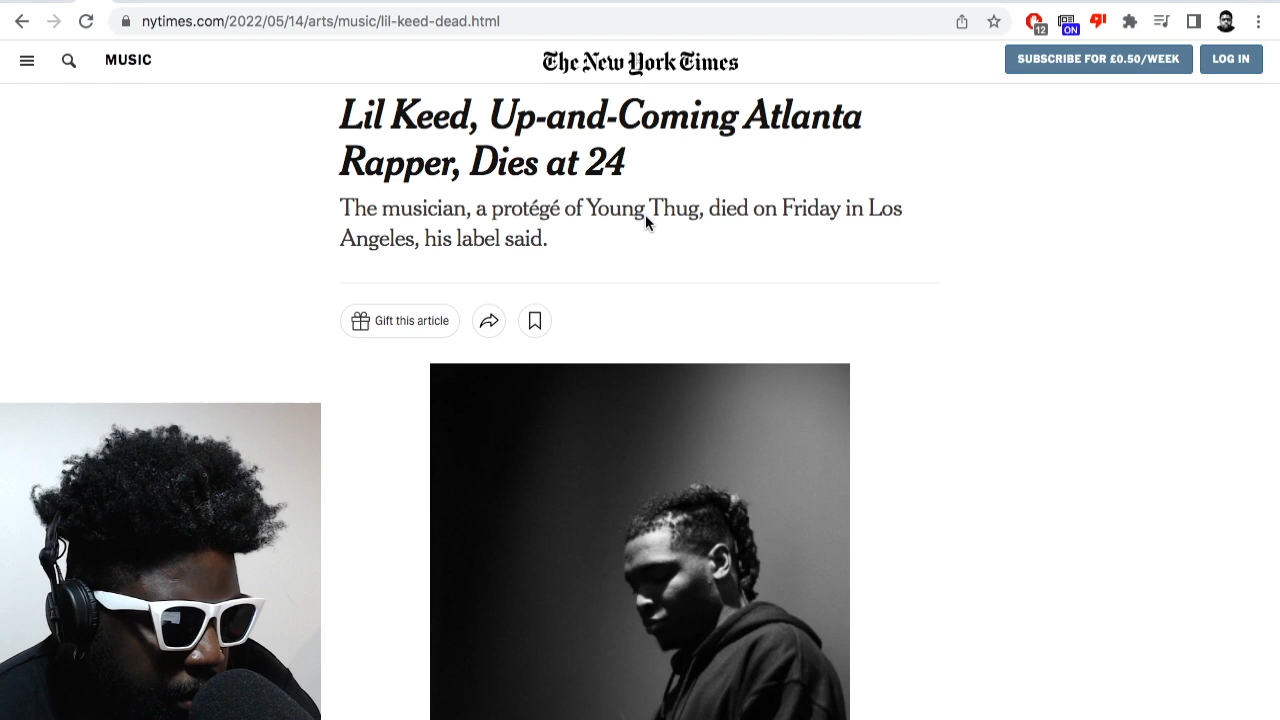 nytimes.com/2022/05/14/arts/music/lil-keed-dead.html
12
ON
MUSIC
The New York Times
SUBSCRIBE FOR £0.50/WEEK
LOG IN
Lil Keed, Up-and-Coming Atlanta
Rapper, Dies at 24
The musician, a protégé of Young Thug, died on Friday in Los
Angeles, his label said.
Gift this article